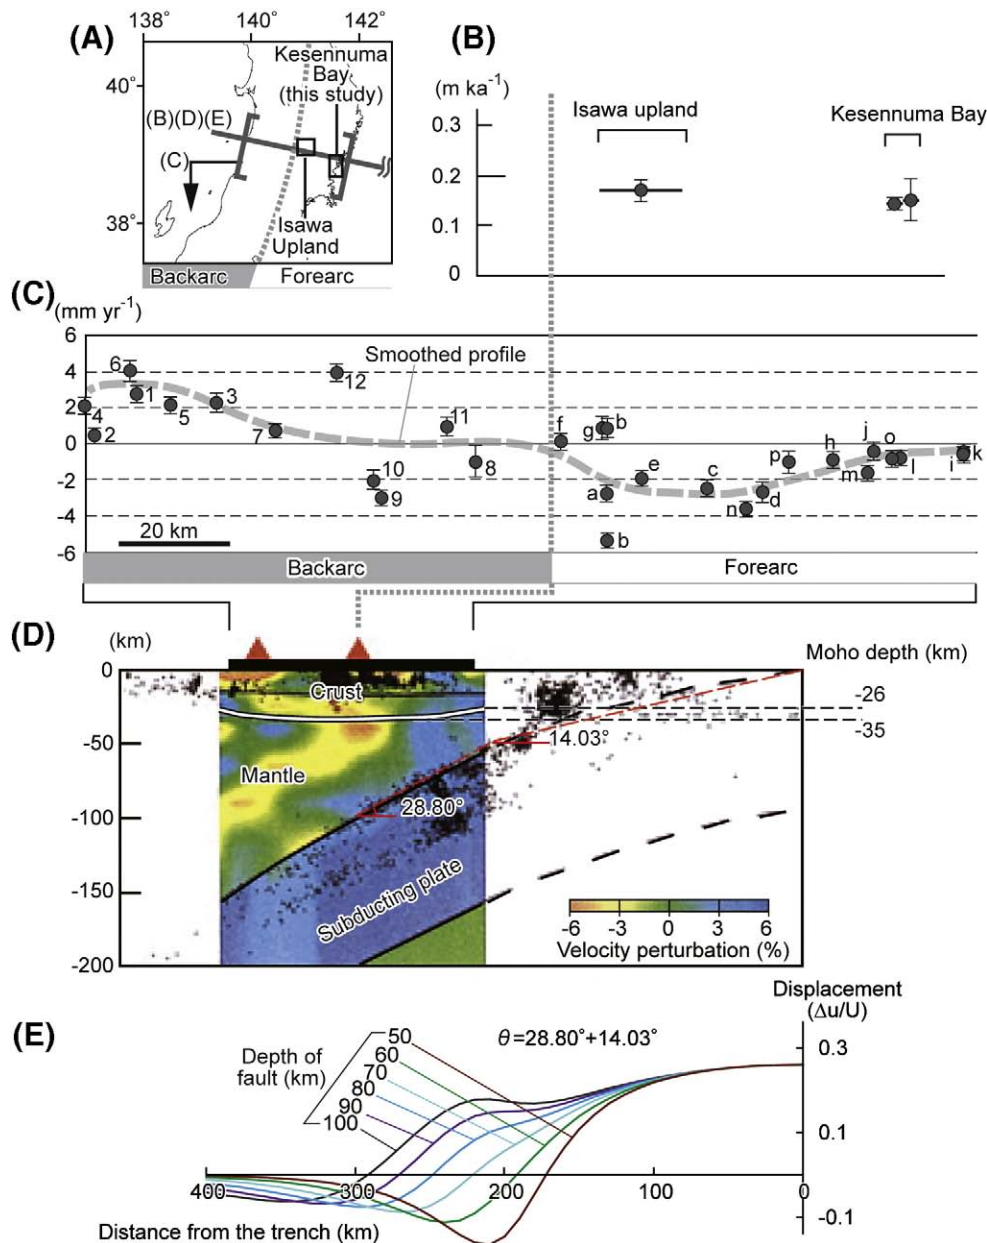 138° 140° 142°
(A)
40°
38°
Kesennuma
Bay
(this study)
(B)(D)(E)
(C)
Isawa
Upland
Backarc Forearc
(B)
(m ka⁻¹)
Isawa upland
Kesennuma Bay
0.3
0.2
0.1
0
(C)
(mm yr⁻¹)
6
4
2
0
-2
-4
-6
Smoothed profile
6 1 4 2 5 3 7 12 10 9 11 8
f g b a b e c n d p h j m o l i k
20 km
Backarc Forearc
(D)
(km)
Moho depth (km)
0
-50
-100
-150
-200
Crust
Mantle
Subducting plate
28.80°
14.03°
-26
-35
-6 -3 0 3 6
Velocity perturbation (%)
(E)
Displacement
(Δu/U)
θ=28.80°+14.03°
Depth of
fault (km)
50
60
70
80
90
100
0.3
0.1
-0.1
400 300 200 100 0
Distance from the trench (km)